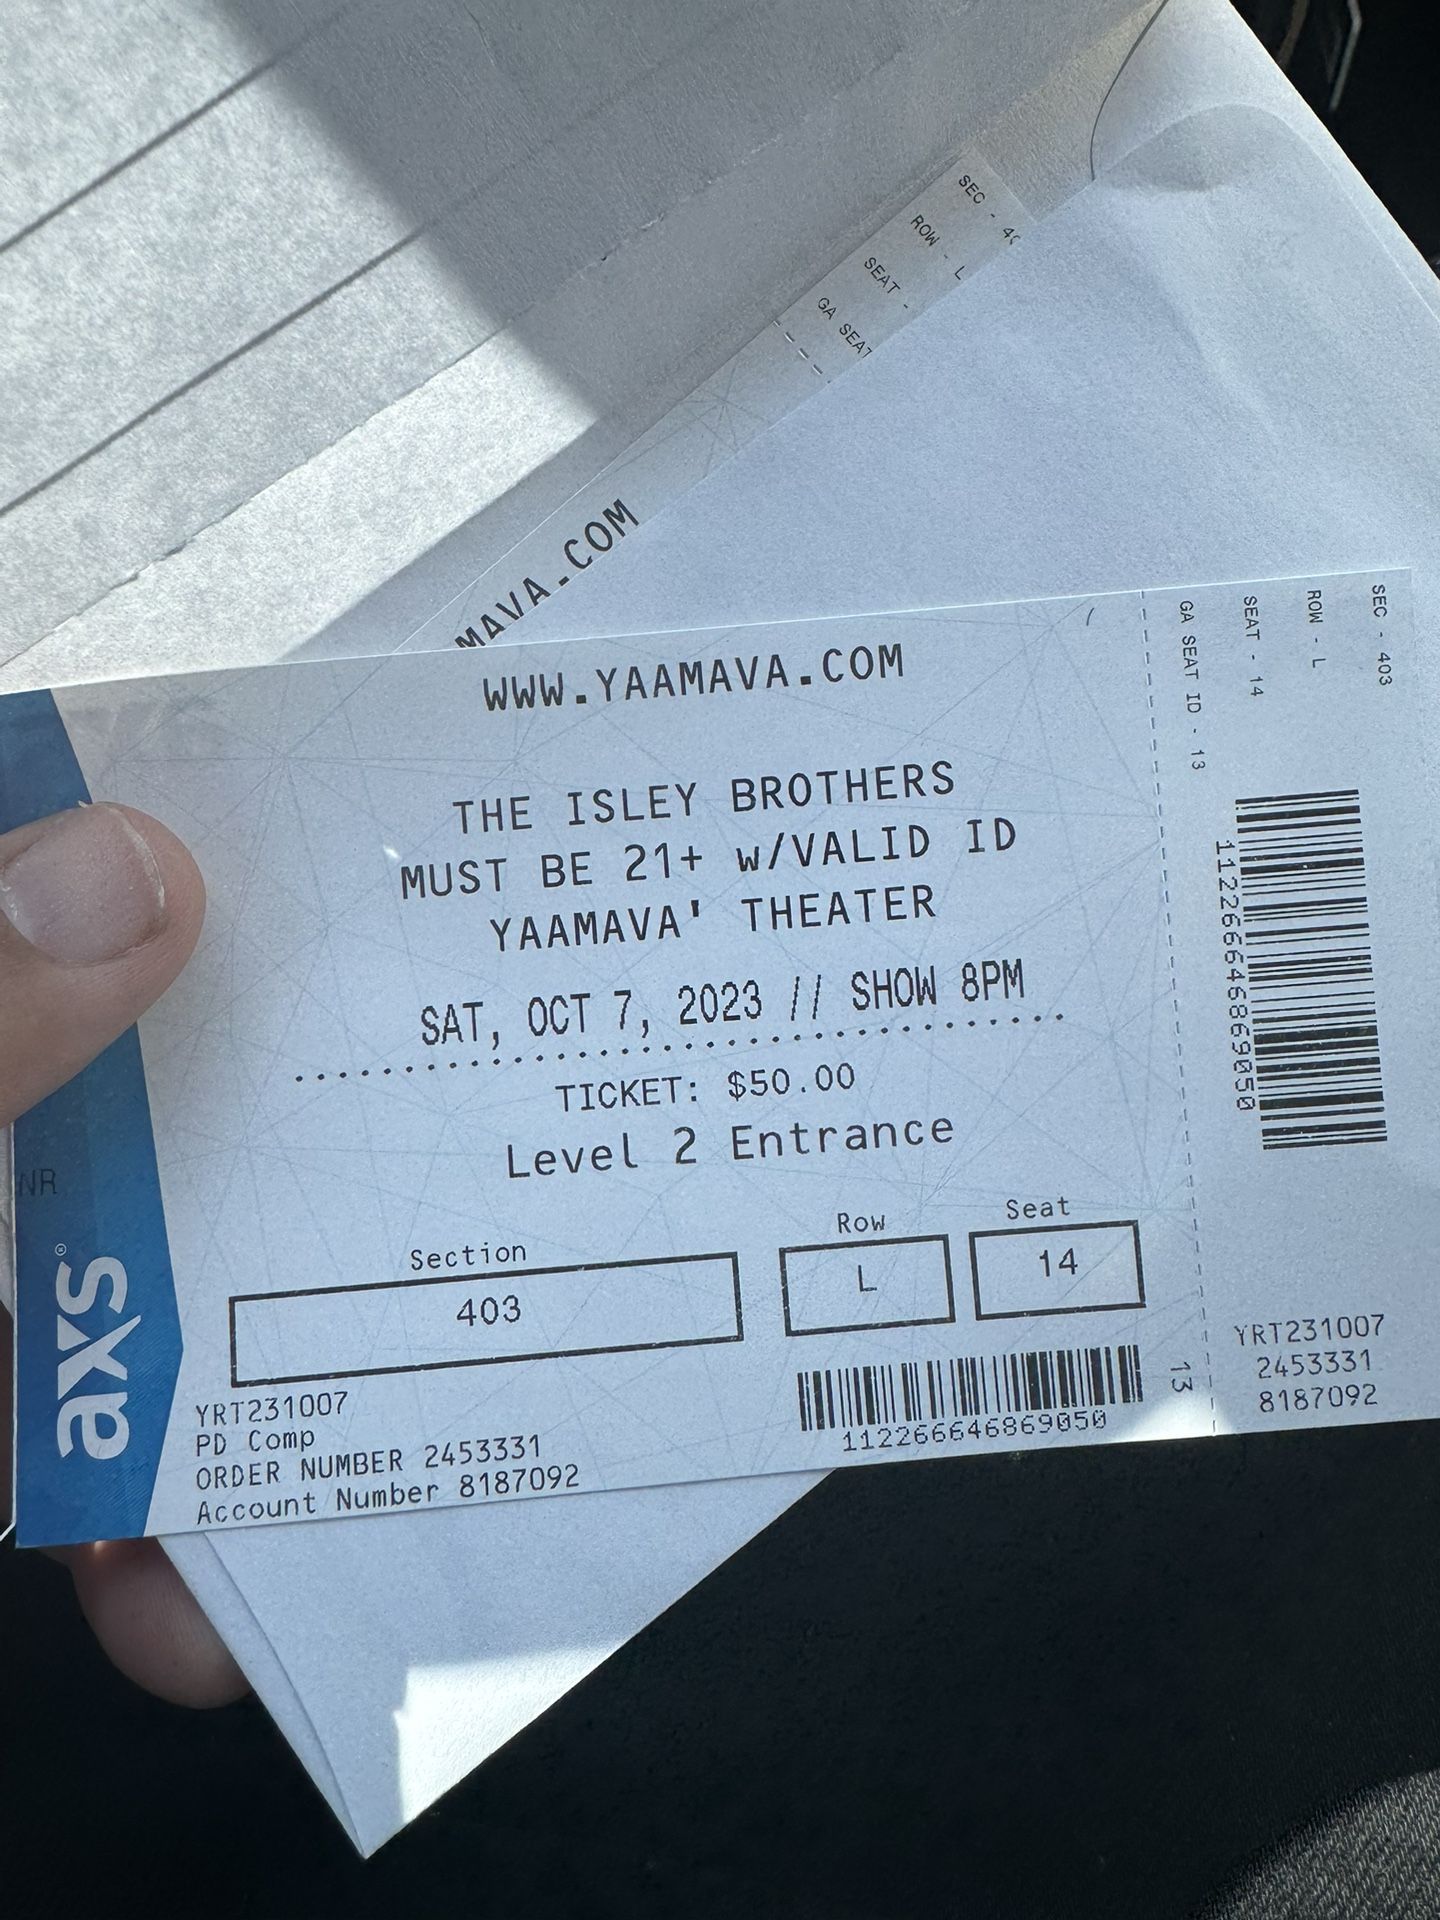 SEC - 40
ROW - L
SEAT -
GA SEAT
MAVA.COM
WWW.YAAMAVA.COM
THE ISLEY BROTHERS
MUST BE 21+ w/VALID ID
YAAMAVA' THEATER
SAT, OCT 7, 2023 // SHOW 8PM
TICKET: $50.00
Level 2 Entrance
Section
403
Row
L
Seat
14
YRT231007
PD Comp
ORDER NUMBER 2453331
Account Number 8187092
112266646869050
13
NR
axs®
SEC - 403
ROW - L
SEAT - 14
GA SEAT ID - 13
112266646869050
YRT231007
2453331
8187092